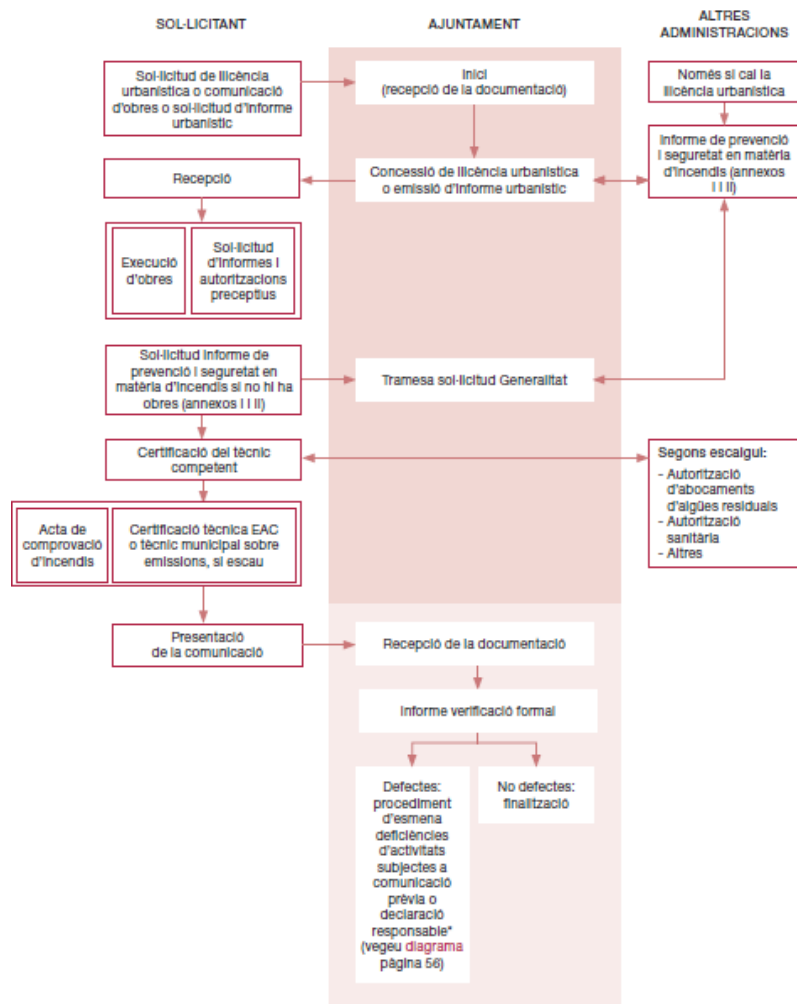 SOL·LICITANT
AJUNTAMENT
ALTRES
ADMINISTRACIONS
Sol·licitud de llicència
urbanística o comunicació
d'obres o sol·licitud d'informe
urbanístic
Inici
(recepció de la documentació)
Només si cal la
llicència urbanística
Recepció
Concessió de llicència urbanística
o emissió d'informe urbanístic
Informe de prevenció
i seguretat en matèria
d'incendis (annexos
I i II)
Execució
d'obres
Sol·licitud
d'informes i
autoritzacions
preceptius
Sol·licitud informe de
prevenció i seguretat en
matèria d'incendis si no hi ha
obres (annexos I i II)
Tramesa sol·licitud Generalitat
Certificació del tècnic
competent
Segons escaigui:
- Autorització
d'abocaments
d'aigües residuals
- Autorització
sanitària
- Altres
Acta de
comprovació
d'incendis
Certificació tècnica EAC
o tècnic municipal sobre
emissions, si escau
Presentació
de la comunicació
Recepció de la documentació
Informe verificació formal
Defectes:
procediment
d'esmena
deficiències
d'activitats
subjectes a
comunicació
prèvia o
declaració
responsable*
(vegeu diagrama
pàgina 56)
No defectes:
finalització